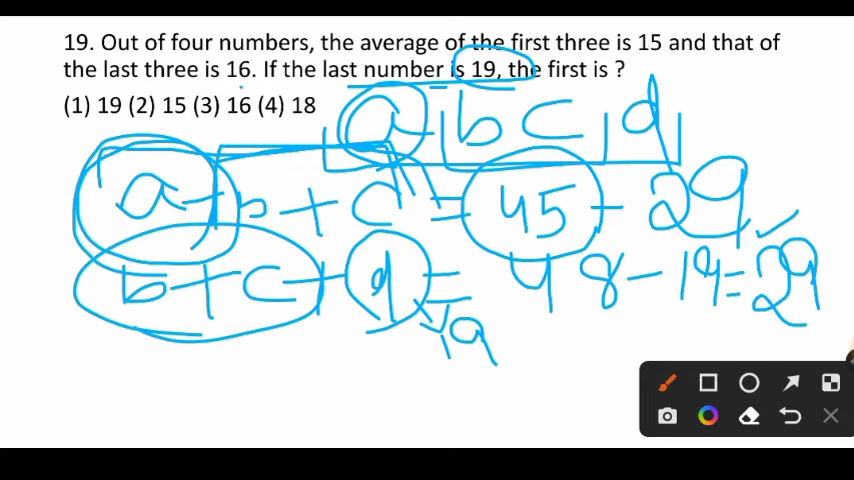 19. Out of four numbers, the average of the first three is 15 and that of
the last three is 16. If the last number is 19, the first is ?
(1) 19 (2) 15 (3) 16 (4) 18
a b c d
a + b + c = 45 - 29
b + c + d = 48 - 19 = 29
19